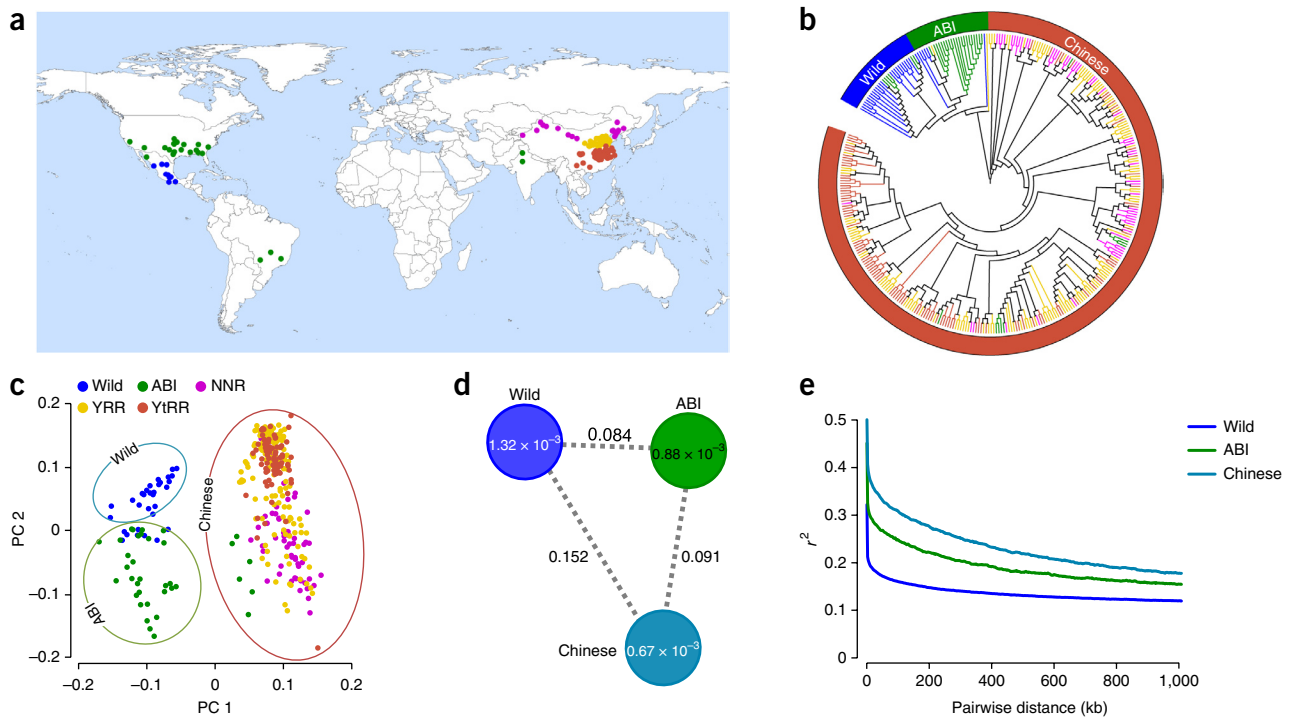 a
b
Wild
ABI
Chinese
c
Wild
ABI
NNR
YRR
YtRR
0.2
0.1
0
–0.1
–0.2
PC 2
Wild
ABI
Chinese
–0.2
–0.1
0
0.1
0.2
PC 1
d
Wild
ABI
1.32 × 10⁻³
0.084
0.88 × 10⁻³
0.152
0.091
Chinese
0.67 × 10⁻³
e
0.5
0.4
0.3
0.2
0.1
0
r²
Wild
ABI
Chinese
0
200
400
600
800
1,000
Pairwise distance (kb)